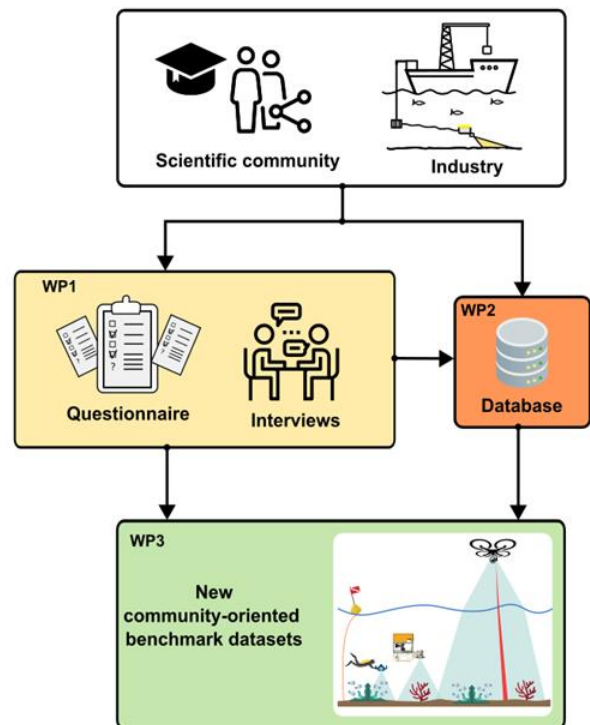 Scientific community
Industry
WP1
Questionnaire
Interviews
WP2
Database
WP3
New
community-oriented
benchmark datasets